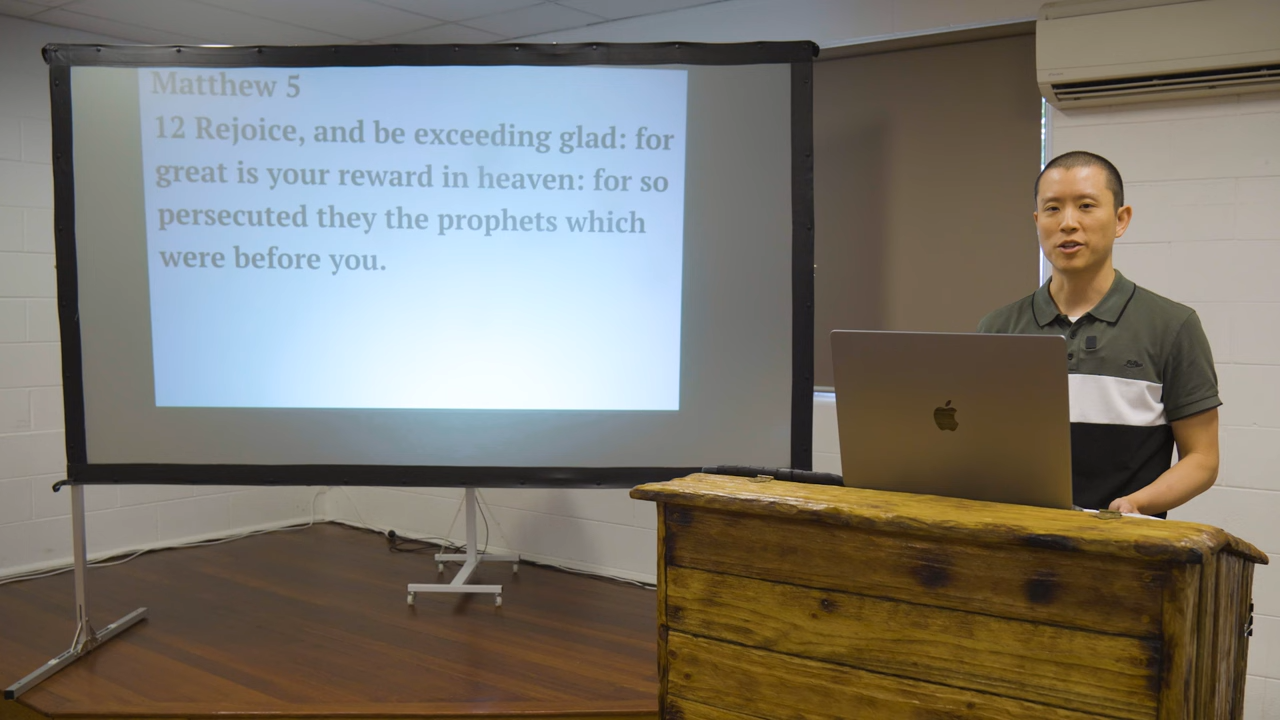 Matthew 5
12 Rejoice, and be exceeding glad: for
great is your reward in heaven: for so
persecuted they the prophets which
were before you.